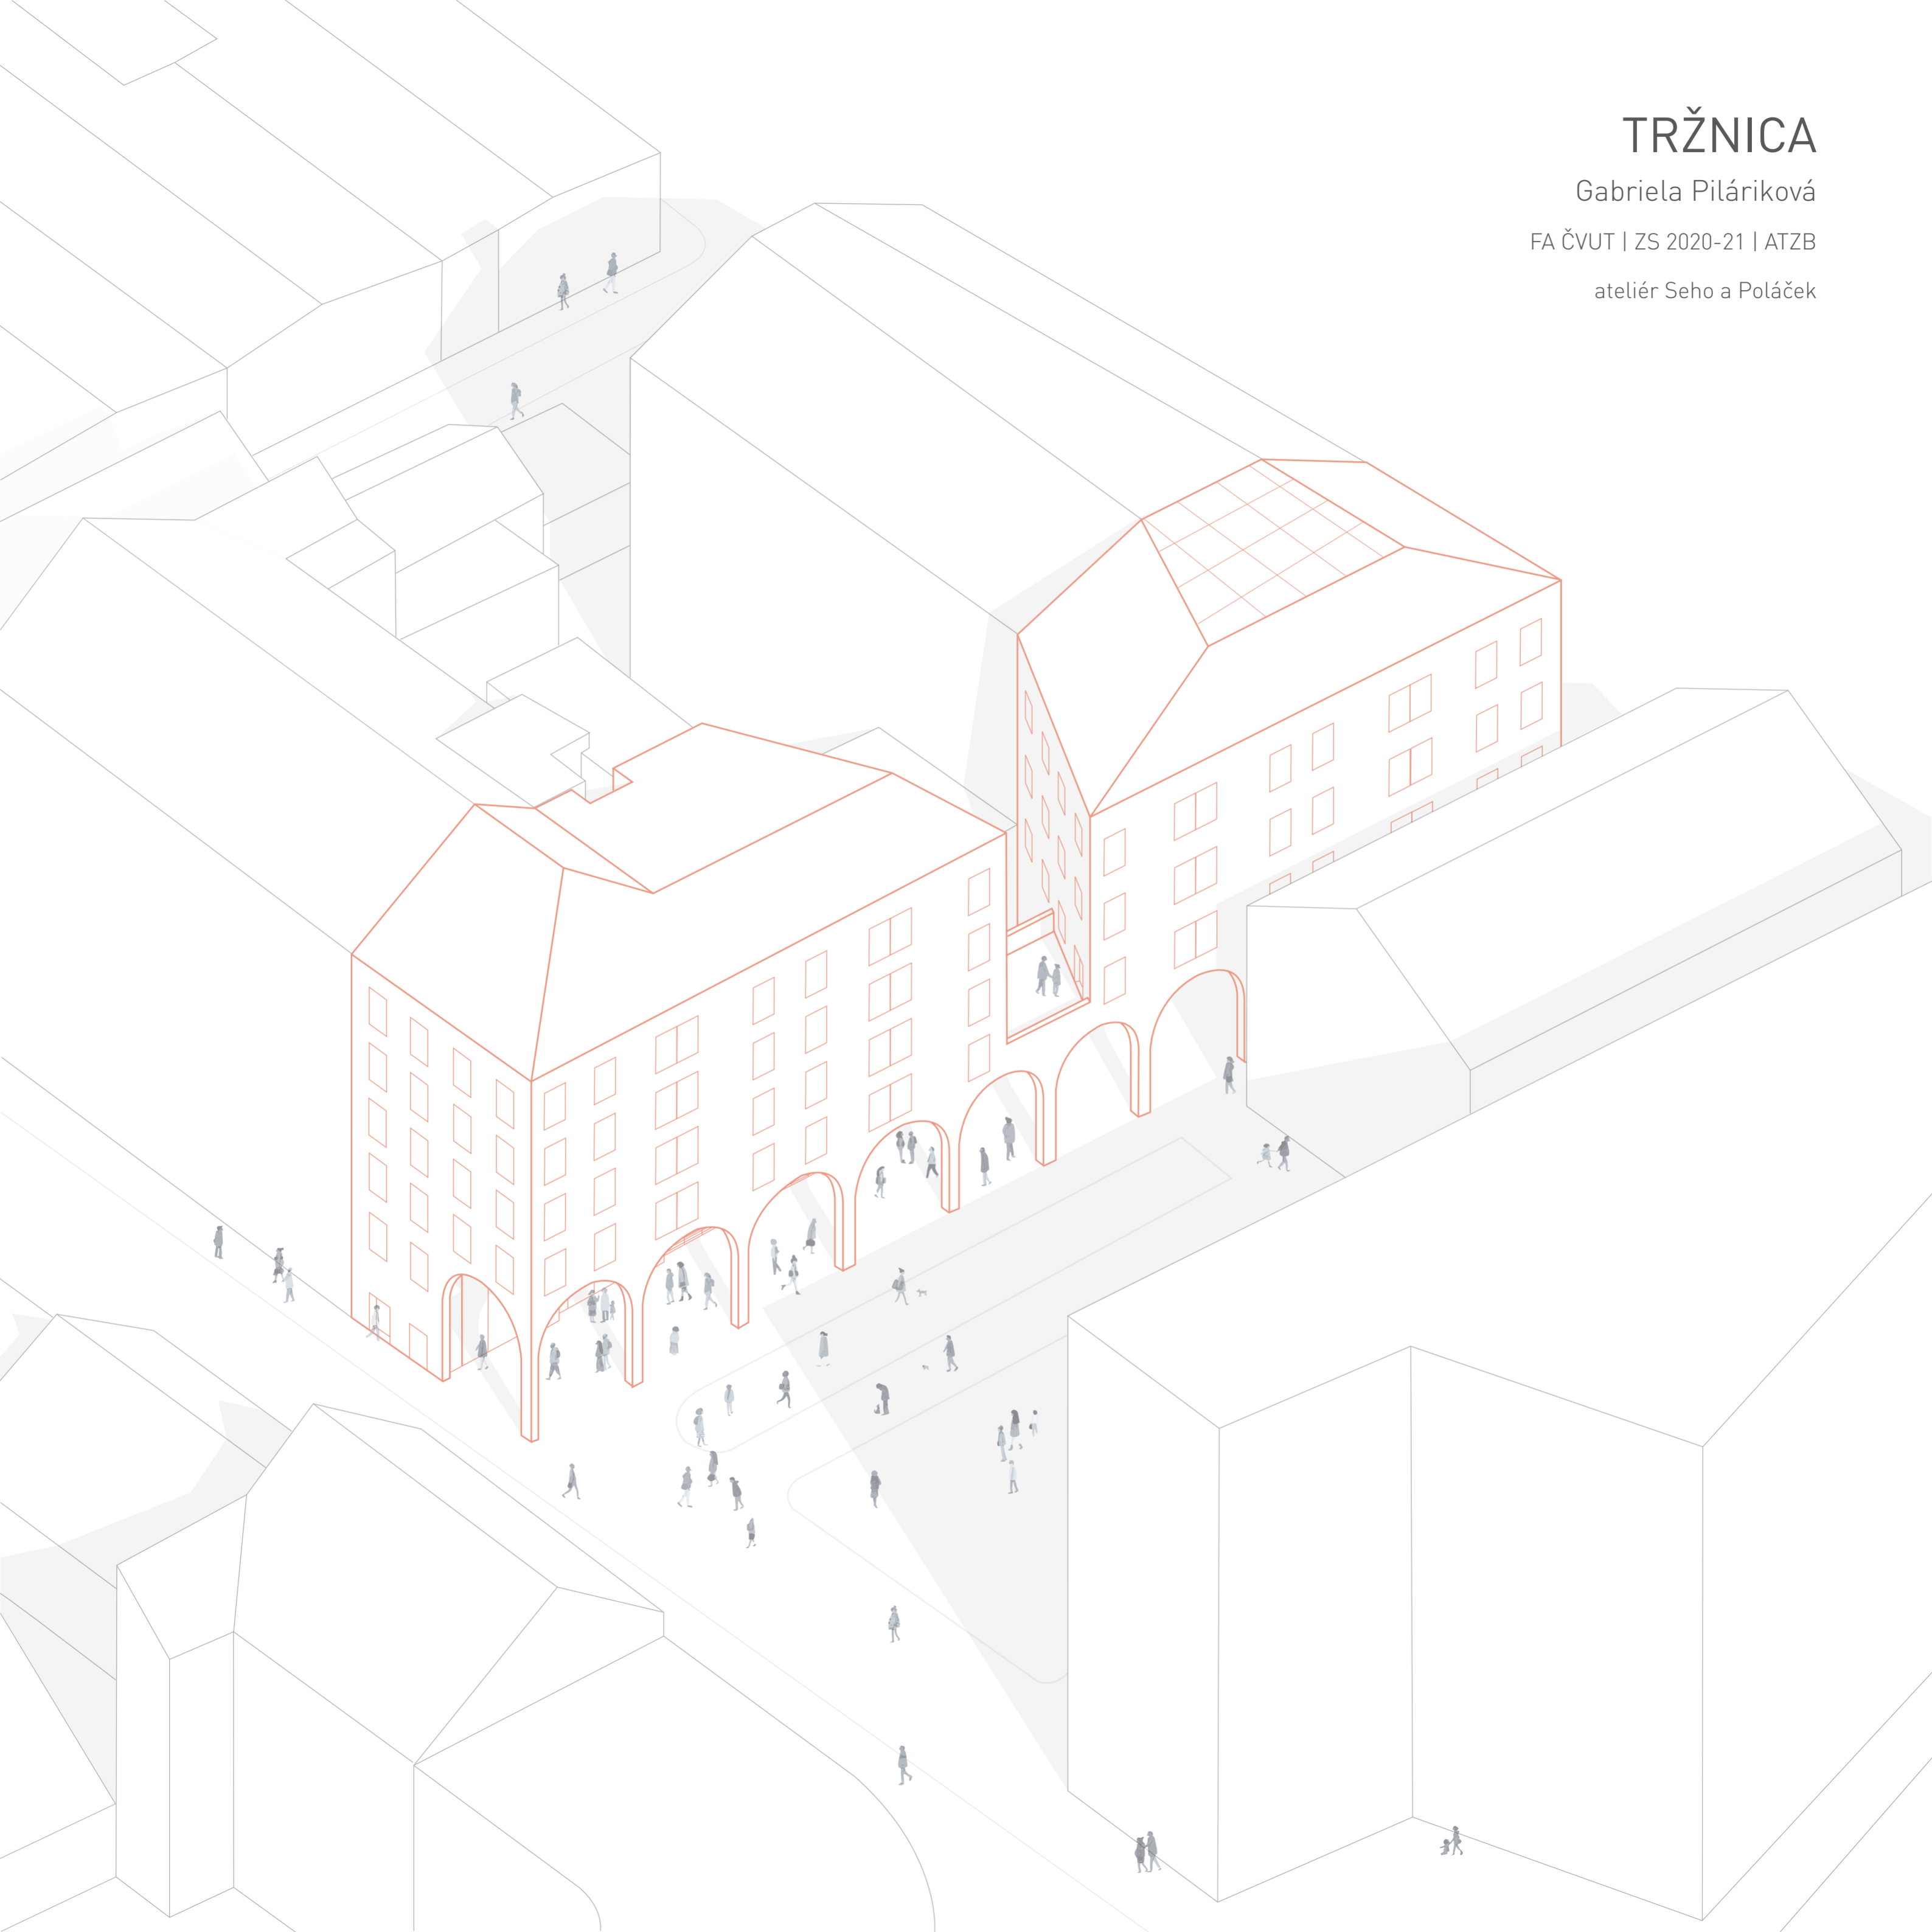 TRŽNICA
Gabriela Piláriková
FA ČVUT | ZS 2020-21 | ATZB
ateliér Seho a Poláček